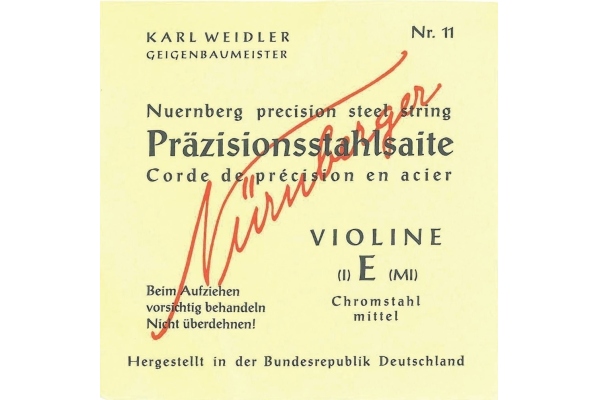 KARL WEIDLER
GEIGENBAUMEISTER
Nr. 11
Nuernberg precision steel string
Präzisionsstahlsaite
Corde de précision en acier
Nürnberger
VIOLINE
(I) E (MI)
Chromstahl
mittel
Beim Aufziehen
vorsichtig behandeln
Nicht überdehnen!
Hergestellt in der Bundesrepublik Deutschland